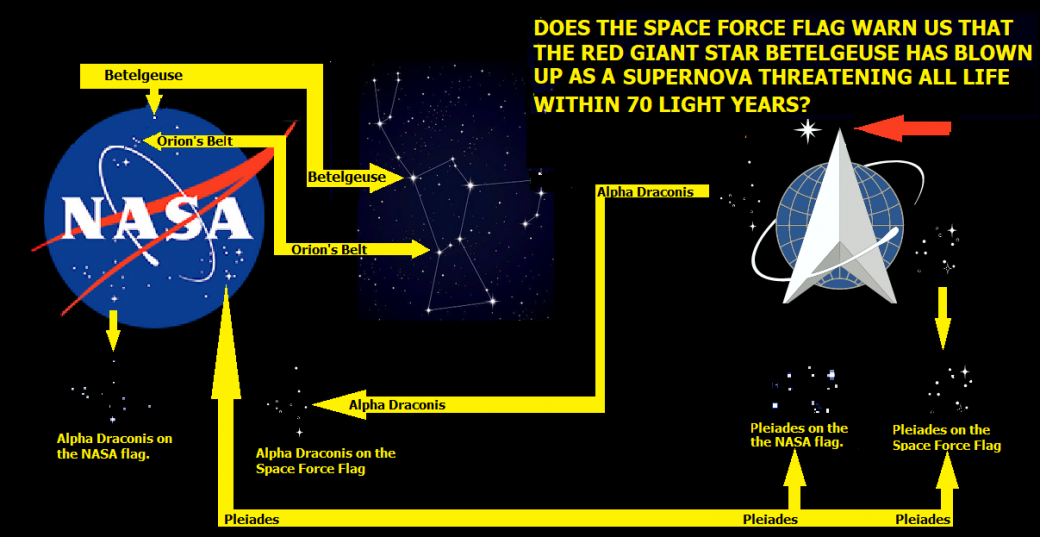 DOES THE SPACE FORCE FLAG WARN US THAT
THE RED GIANT STAR BETELGEUSE HAS BLOWN
UP AS A SUPERNOVA THREATENING ALL LIFE
WITHIN 70 LIGHT YEARS?
Betelgeuse
Orion's Belt
Betelgeuse
Alpha Draconis
NASA
Orion's Belt
Alpha Draconis
Alpha Draconis on
the NASA flag.
Alpha Draconis on the
Space Force Flag
Pleiades on the
the NASA flag.
Pleiades on the
Space Force Flag
Pleiades
Pleiades
Pleiades